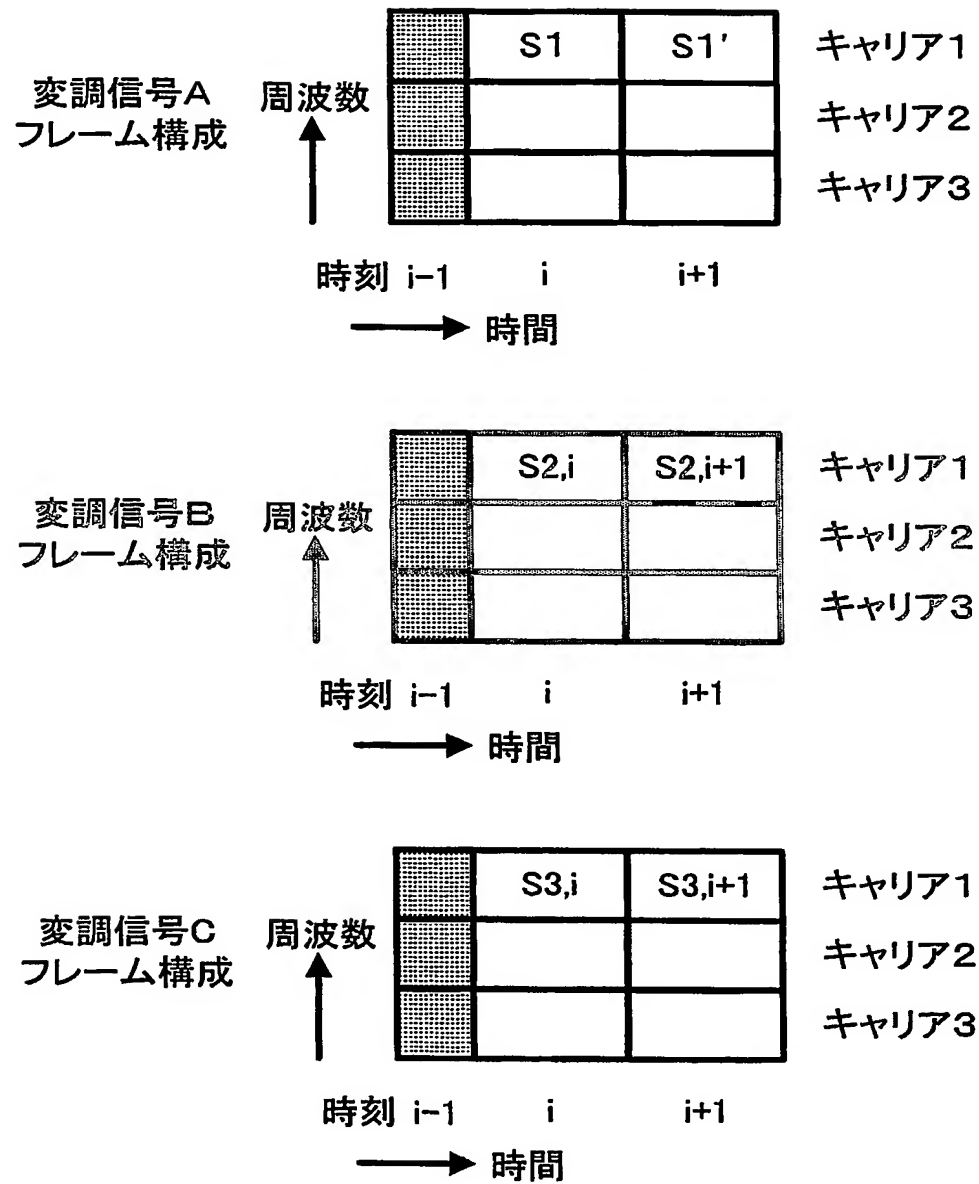 S1 S1' キャリア1
変調信号A 周波数 キャリア2
フレーム構成 キャリア3
時刻 i-1 i i+1
時間
S2,i S2,i+1 キャリア1
変調信号B 周波数 キャリア2
フレーム構成 キャリア3
時刻 i-1 i i+1
時間
S3,i S3,i+1 キャリア1
変調信号C 周波数 キャリア2
フレーム構成 キャリア3
時刻 i-1 i i+1
時間